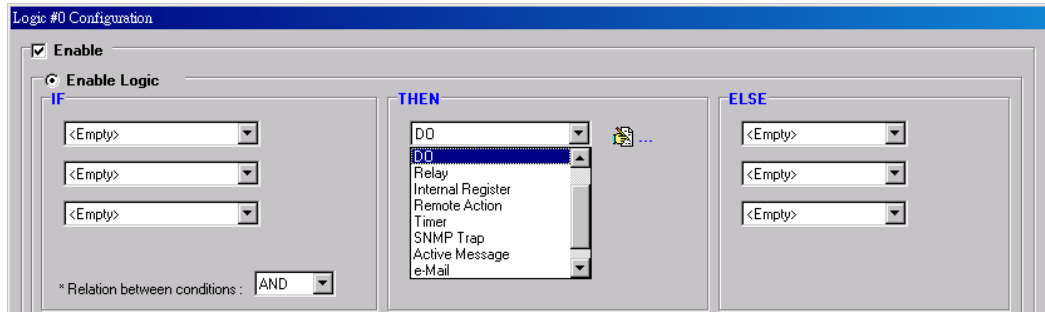 Logic #0 Configuration
Enable
Enable Logic
IF
<Empty>
<Empty>
<Empty>
* Relation between conditions : AND
THEN
DO
...
DO
Relay
Internal Register
Remote Action
Timer
SNMP Trap
Active Message
e-Mail
ELSE
<Empty>
<Empty>
<Empty>